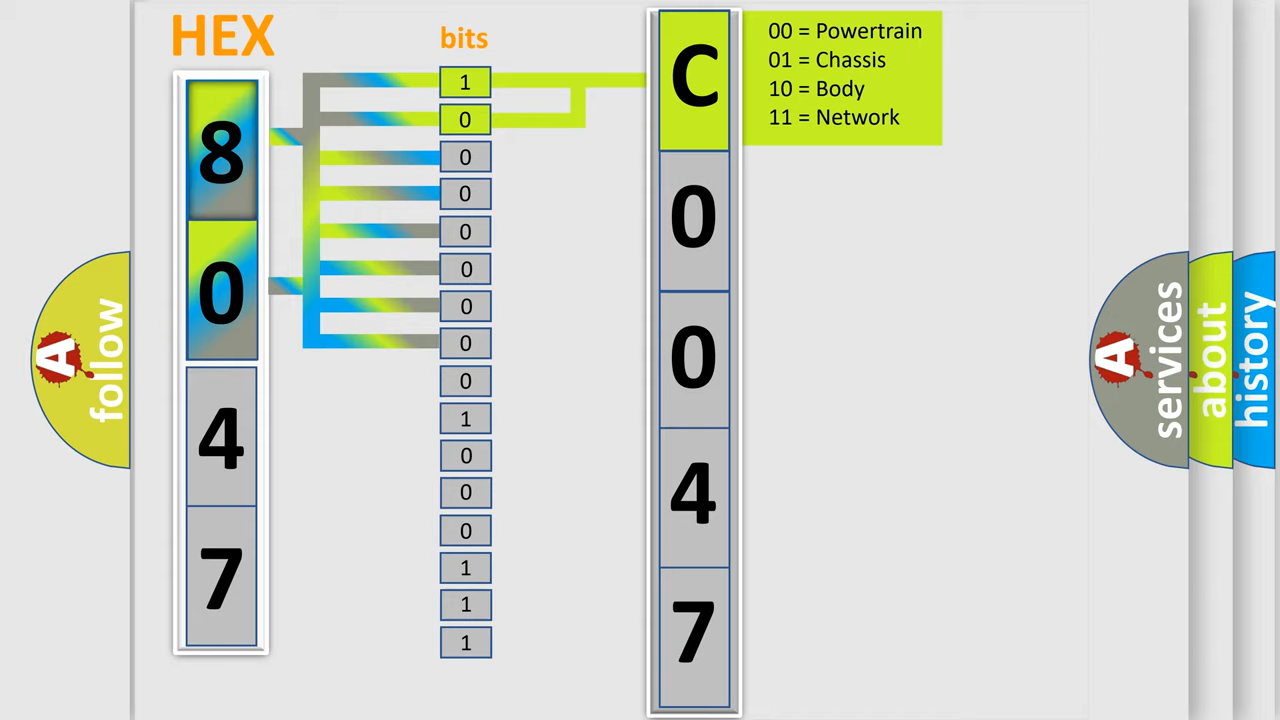 HEX
bits
8
0
4
7
1
0
0
0
0
0
0
0
0
1
0
0
0
1
1
1
C
0
0
4
7
00 = Powertrain
01 = Chassis
10 = Body
11 = Network
A
follow
A
services
about
history